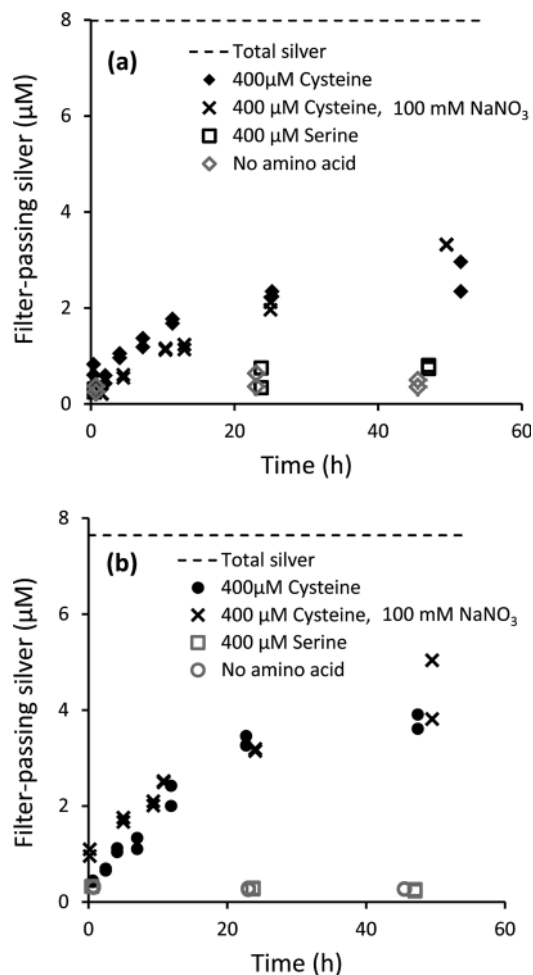 8
6
4
2
0
Filter-passing silver (µM)
(a)
Total silver
400µM Cysteine
400 µM Cysteine, 100 mM NaNO₃
400 µM Serine
No amino acid
0 20 40 60
Time (h)
8
6
4
2
0
Filter-passing silver (µM)
(b)
Total silver
400µM Cysteine
400 µM Cysteine, 100 mM NaNO₃
400 µM Serine
No amino acid
0 20 40 60
Time (h)